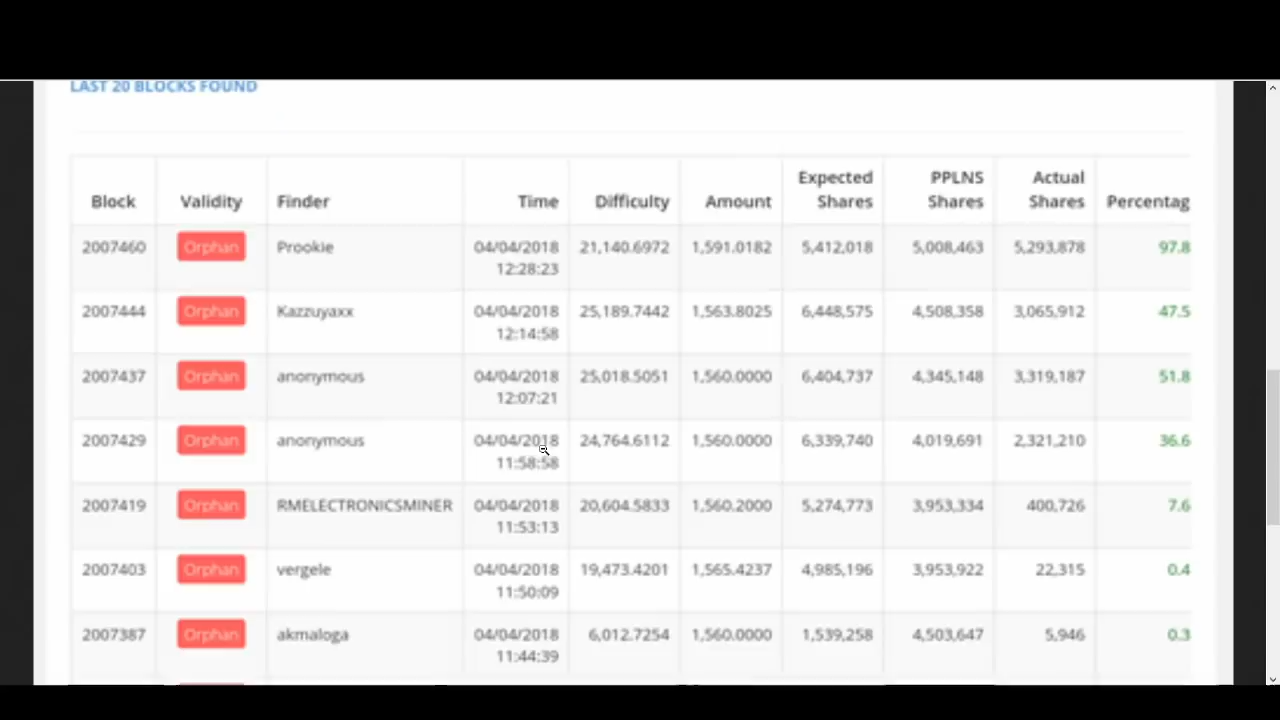 LAST 20 BLOCKS FOUND
Block Validity Finder Time Difficulty Amount Expected Shares PPLNS Shares Actual Shares Percentag
2007460 Orphan Prookie 04/04/2018 12:28:23 21,140.6972 1,591.0182 5,412,018 5,008,463 5,293,878 97.8
2007444 Orphan Kazzuyaxx 04/04/2018 12:14:58 25,189.7442 1,563.8025 6,448,575 4,508,358 3,065,912 47.5
2007437 Orphan anonymous 04/04/2018 12:07:21 25,018.5051 1,560.0000 6,404,737 4,345,148 3,319,187 51.8
2007429 Orphan anonymous 04/04/2018 11:58:58 24,764.6112 1,560.0000 6,339,740 4,019,691 2,321,210 36.6
2007419 Orphan RMELECTRONICSMINER 04/04/2018 11:53:13 20,604.5833 1,560.2000 5,274,773 3,953,334 400,726 7.6
2007403 Orphan vergele 04/04/2018 11:50:09 19,473.4201 1,565.4237 4,985,196 3,953,922 22,315 0.4
2007387 Orphan akmaloga 04/04/2018 11:44:39 6,012.7254 1,560.0000 1,539,258 4,503,647 5,946 0.3